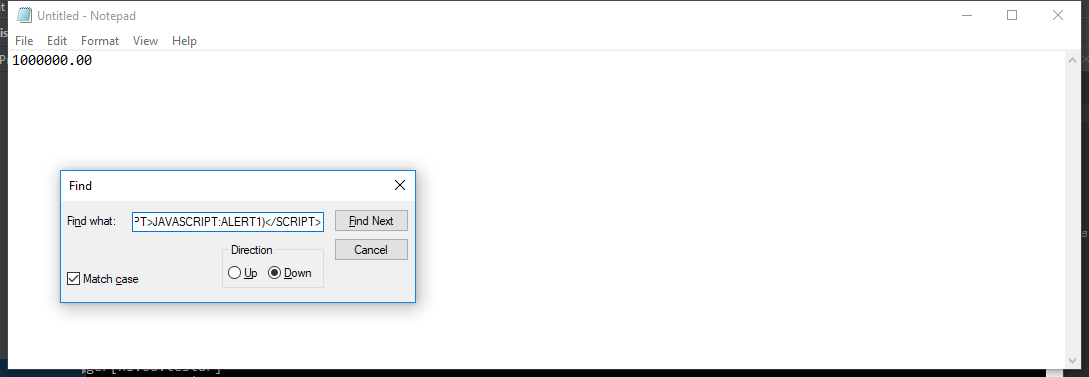 Untitled - Notepad
File Edit Format View Help
1000000.00
Find
Find what: PT>JAVASCRIPT:ALERT1)</SCRIPT> Find Next
Cancel
Direction
Up Down
Match case